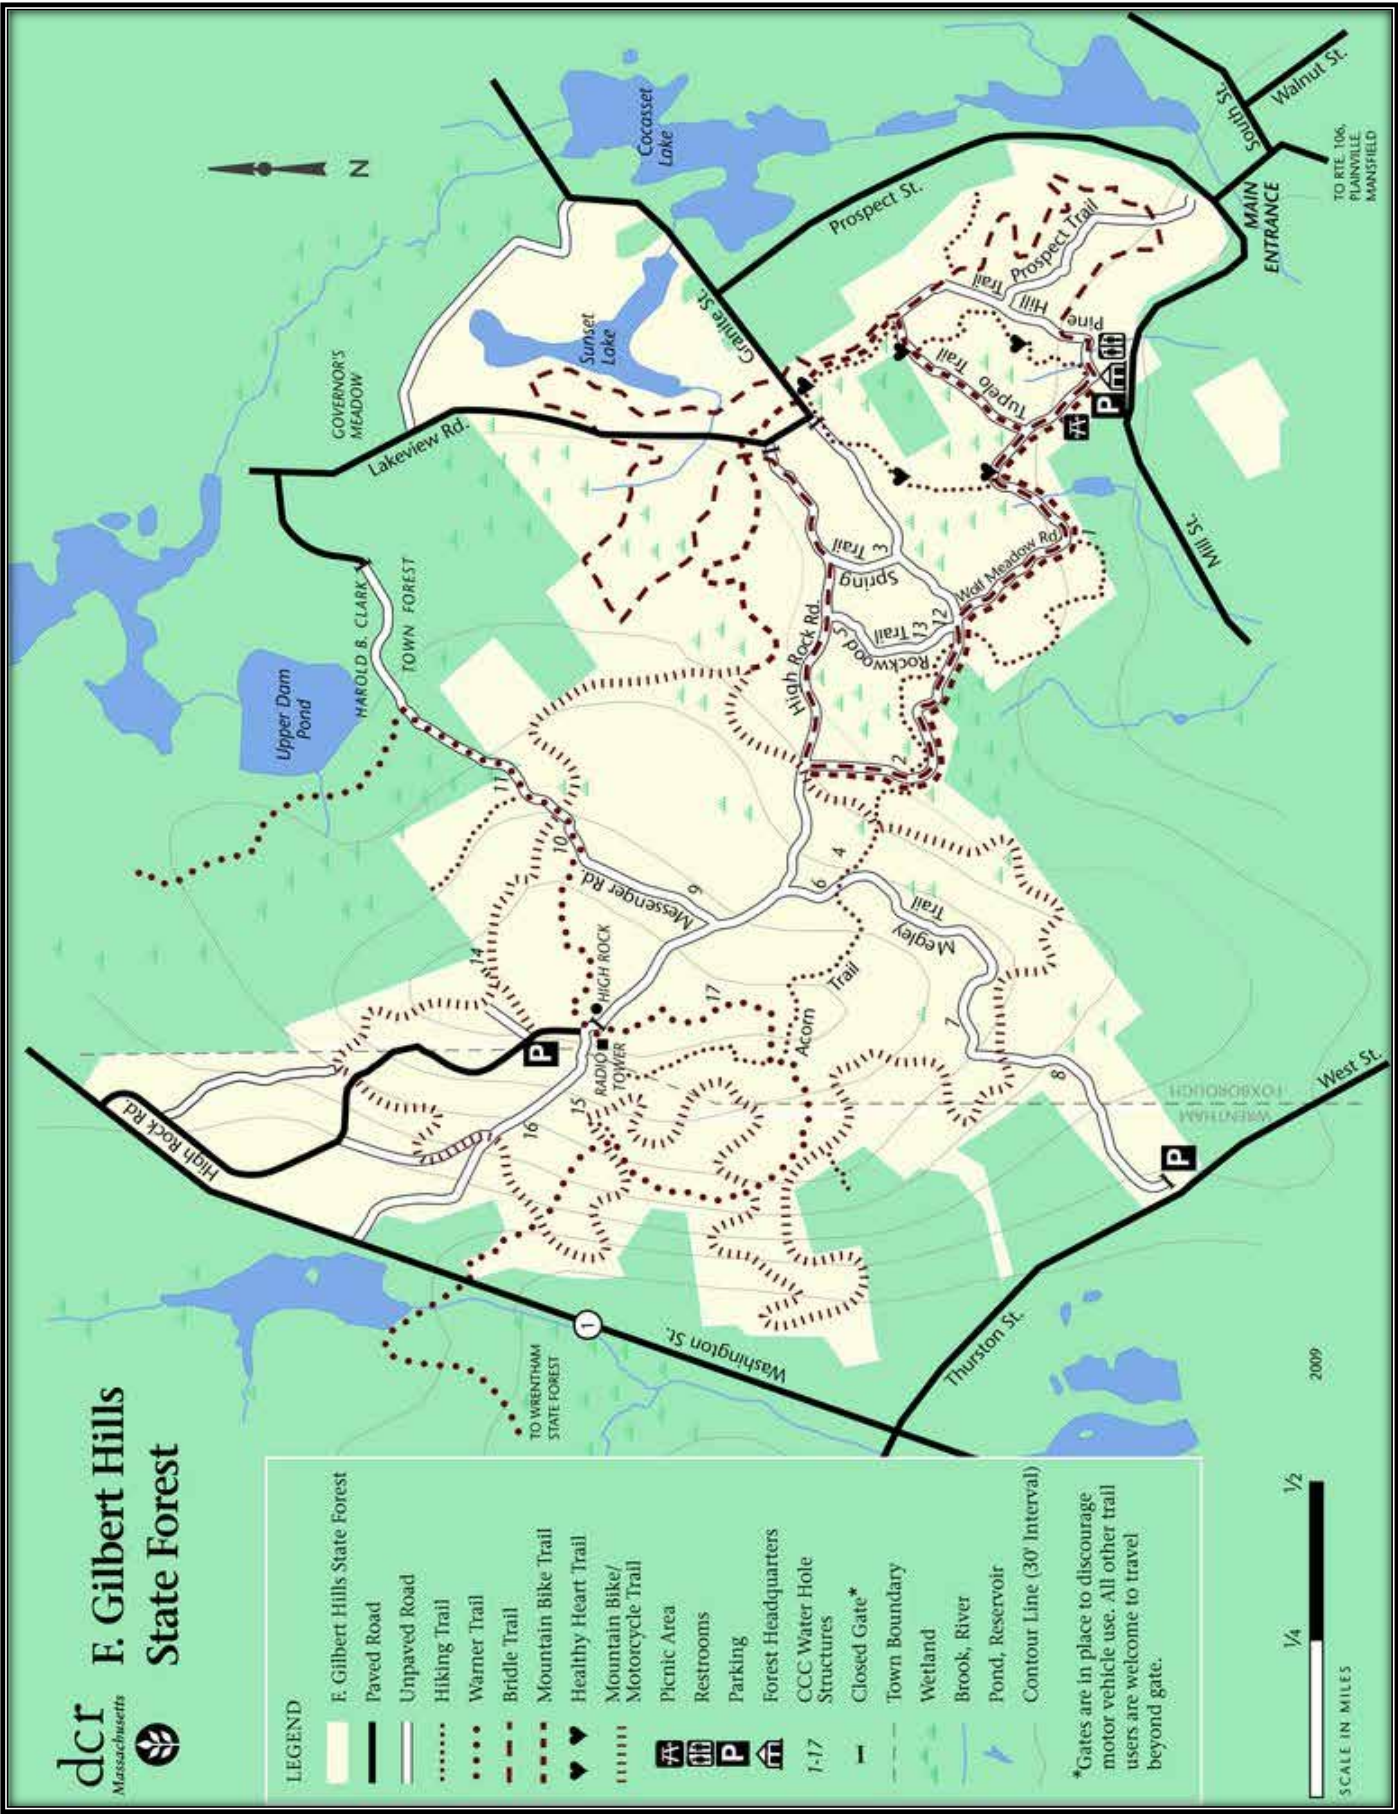 dcr
Massachusetts
F. Gilbert Hills
State Forest
LEGEND
F. Gilbert Hills State Forest
Paved Road
Unpaved Road
Hiking Trail
Warner Trail
Bridle Trail
Mountain Bike Trail
Healthy Heart Trail
Mountain Bike/
Motorcycle Trail
Picnic Area
Restrooms
Parking
Forest Headquarters
1-17
CCC Water Hole
Structures
Closed Gate*
Town Boundary
Wetland
Brook, River
Pond, Reservoir
Contour Line (30' Interval)
*Gates are in place to discourage
motor vehicle use. All other trail
users are welcome to travel
beyond gate.
SCALE IN MILES
1/4
1/2
2009
TO WRENTHAM
STATE FOREST
1
Washington St.
Thurston St.
West St.
WRENTHAM
FOXBOROUGH
High Rock Rd.
High Rock Rd.
P
RADIO
TOWER
HIGH ROCK
14
15
16
17
Acorn
Trail
Megley
Trail
4
6
7
8
P
Messenger Rd.
9
10
11
Upper Dam
Pond
HAROLD B. CLARK
TOWN FOREST
GOVERNOR'S
MEADOW
Lakeview Rd.
Sunset
Lake
Cocasset
Lake
N
Granite St.
Prospect St.
High Rock Rd.
2
Rockwood S.
Trail
13
12
Spring
Trail
3
Wolf Meadow Rd.
1
Tupelo Trail
Pine
Hill
Trail
Prospect Trail
P
Mill St.
MAIN
ENTRANCE
South St.
Walnut St.
TO RTE. 106,
PLAINVILLE,
MANSFIELD